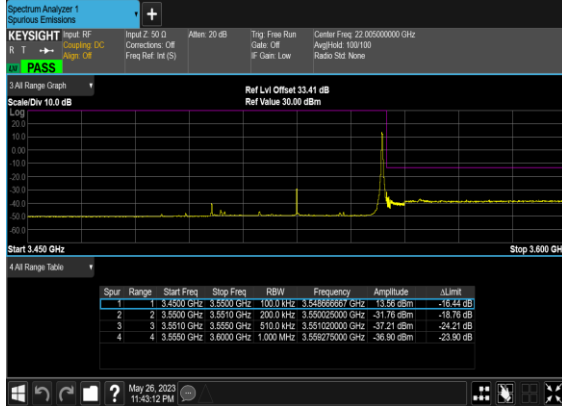 Spectrum Analyzer 1
Spurious Emissions
+
KEYSIGHT
R T
PASS
Input: RF
Coupling: DC
Align: Off
Input Z: 50 Ω
Corrections: Off
Freq Ref: Int (S)
Atten: 20 dB
Trig: Free Run
Gate: Off
IF Gain: Low
Center Freq: 22.005000000 GHz
Avg|Hold: 100/100
Radio Std: None
3 All Range Graph
Scale/Div 10.0 dB
Ref Lvl Offset 33.41 dB
Ref Value 30.00 dBm
Log
20.0
10.0
0.00
-10.0
-20.0
-30.0
-40.0
-50.0
-60.0
Start 3.450 GHz
Stop 3.600 GH
4 All Range Table
Spur Range Start Freq Stop Freq RBW Frequency Amplitude ΔLimit
1 1 3.4500 GHz 3.5500 GHz 100.0 kHz 3.548666667 GHz 13.56 dBm -16.44 dB
2 2 3.5500 GHz 3.5510 GHz 200.0 kHz 3.550025000 GHz -31.76 dBm -18.76 dB
3 3 3.5510 GHz 3.5550 GHz 510.0 kHz 3.551020000 GHz -37.21 dBm -24.21 dB
4 4 3.5550 GHz 3.6000 GHz 1.000 MHz 3.559275000 GHz -36.90 dBm -23.90 dB
?
May 26, 2023
11:43:12 PM